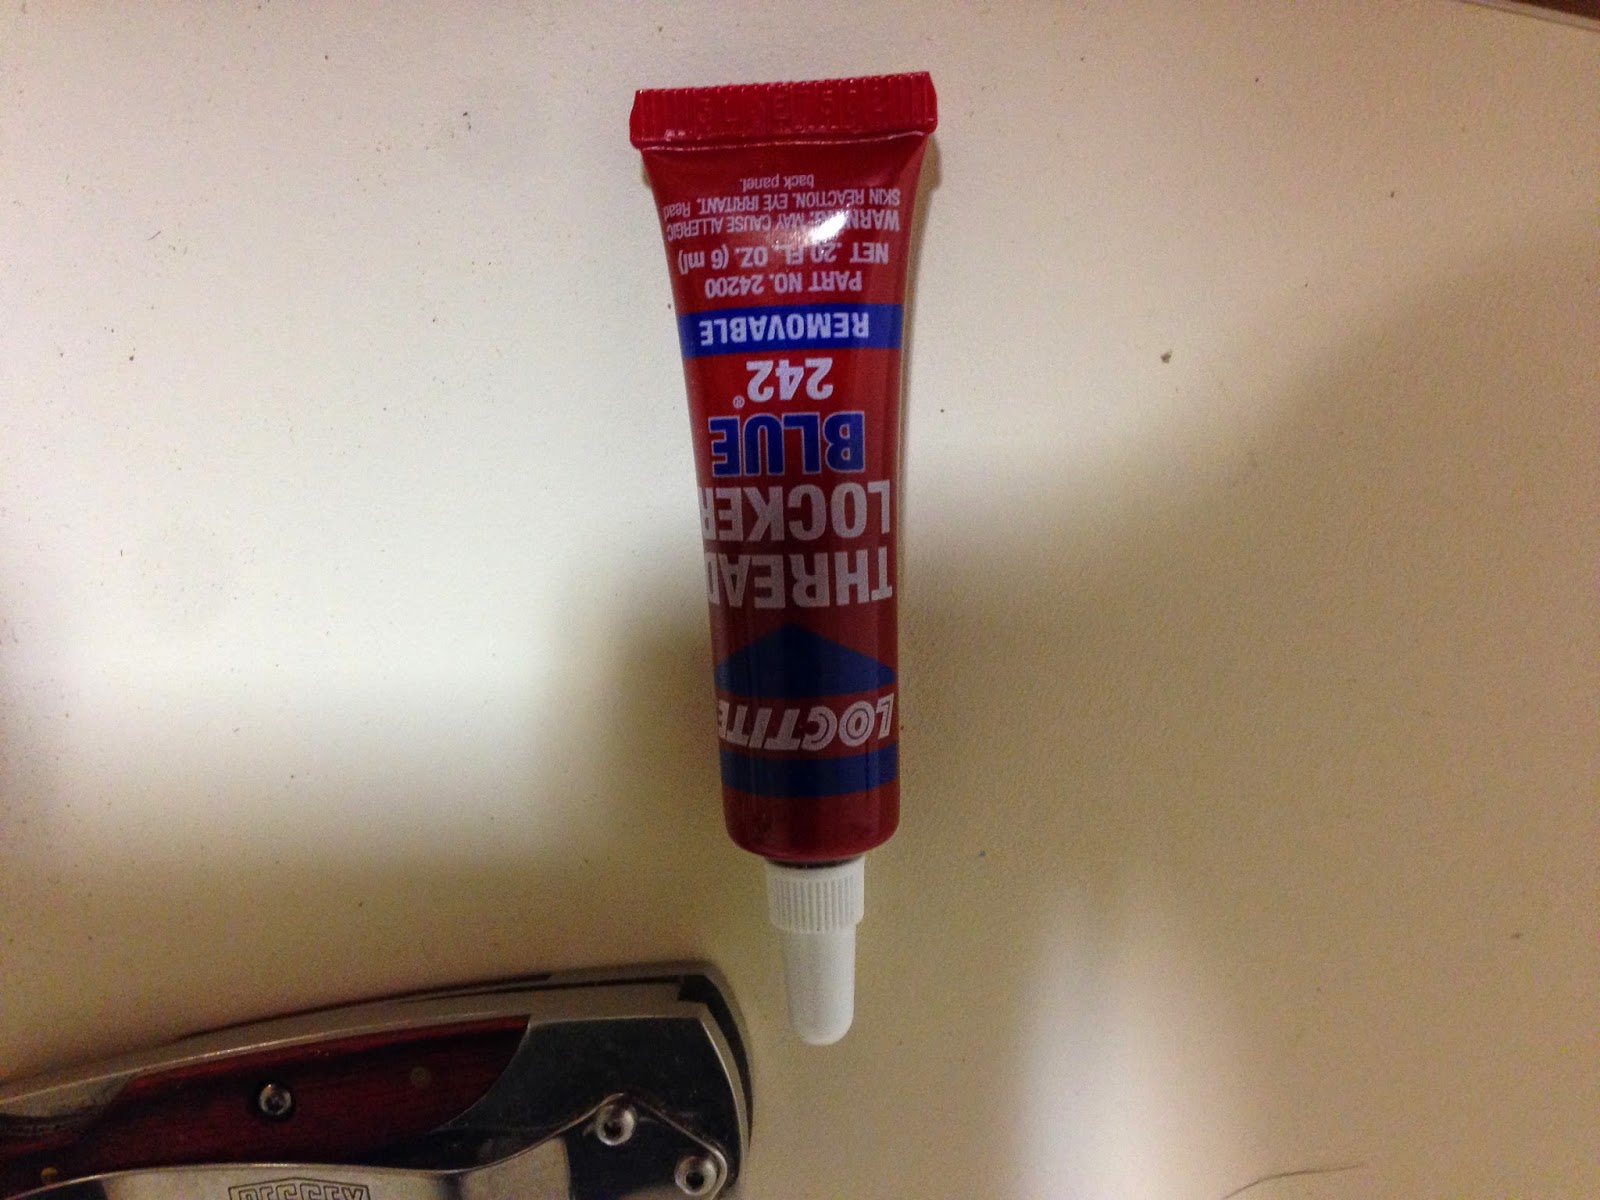 LOCTITE
THREAD
LOCKER
BLUE
242®
REMOVABLE
PART NO. 24200
NET .20 FL. OZ. (6 ml)
WARNING. MAY CAUSE ALLERGIC
SKIN REACTION. EYE IRRITANT. Read
back panel.